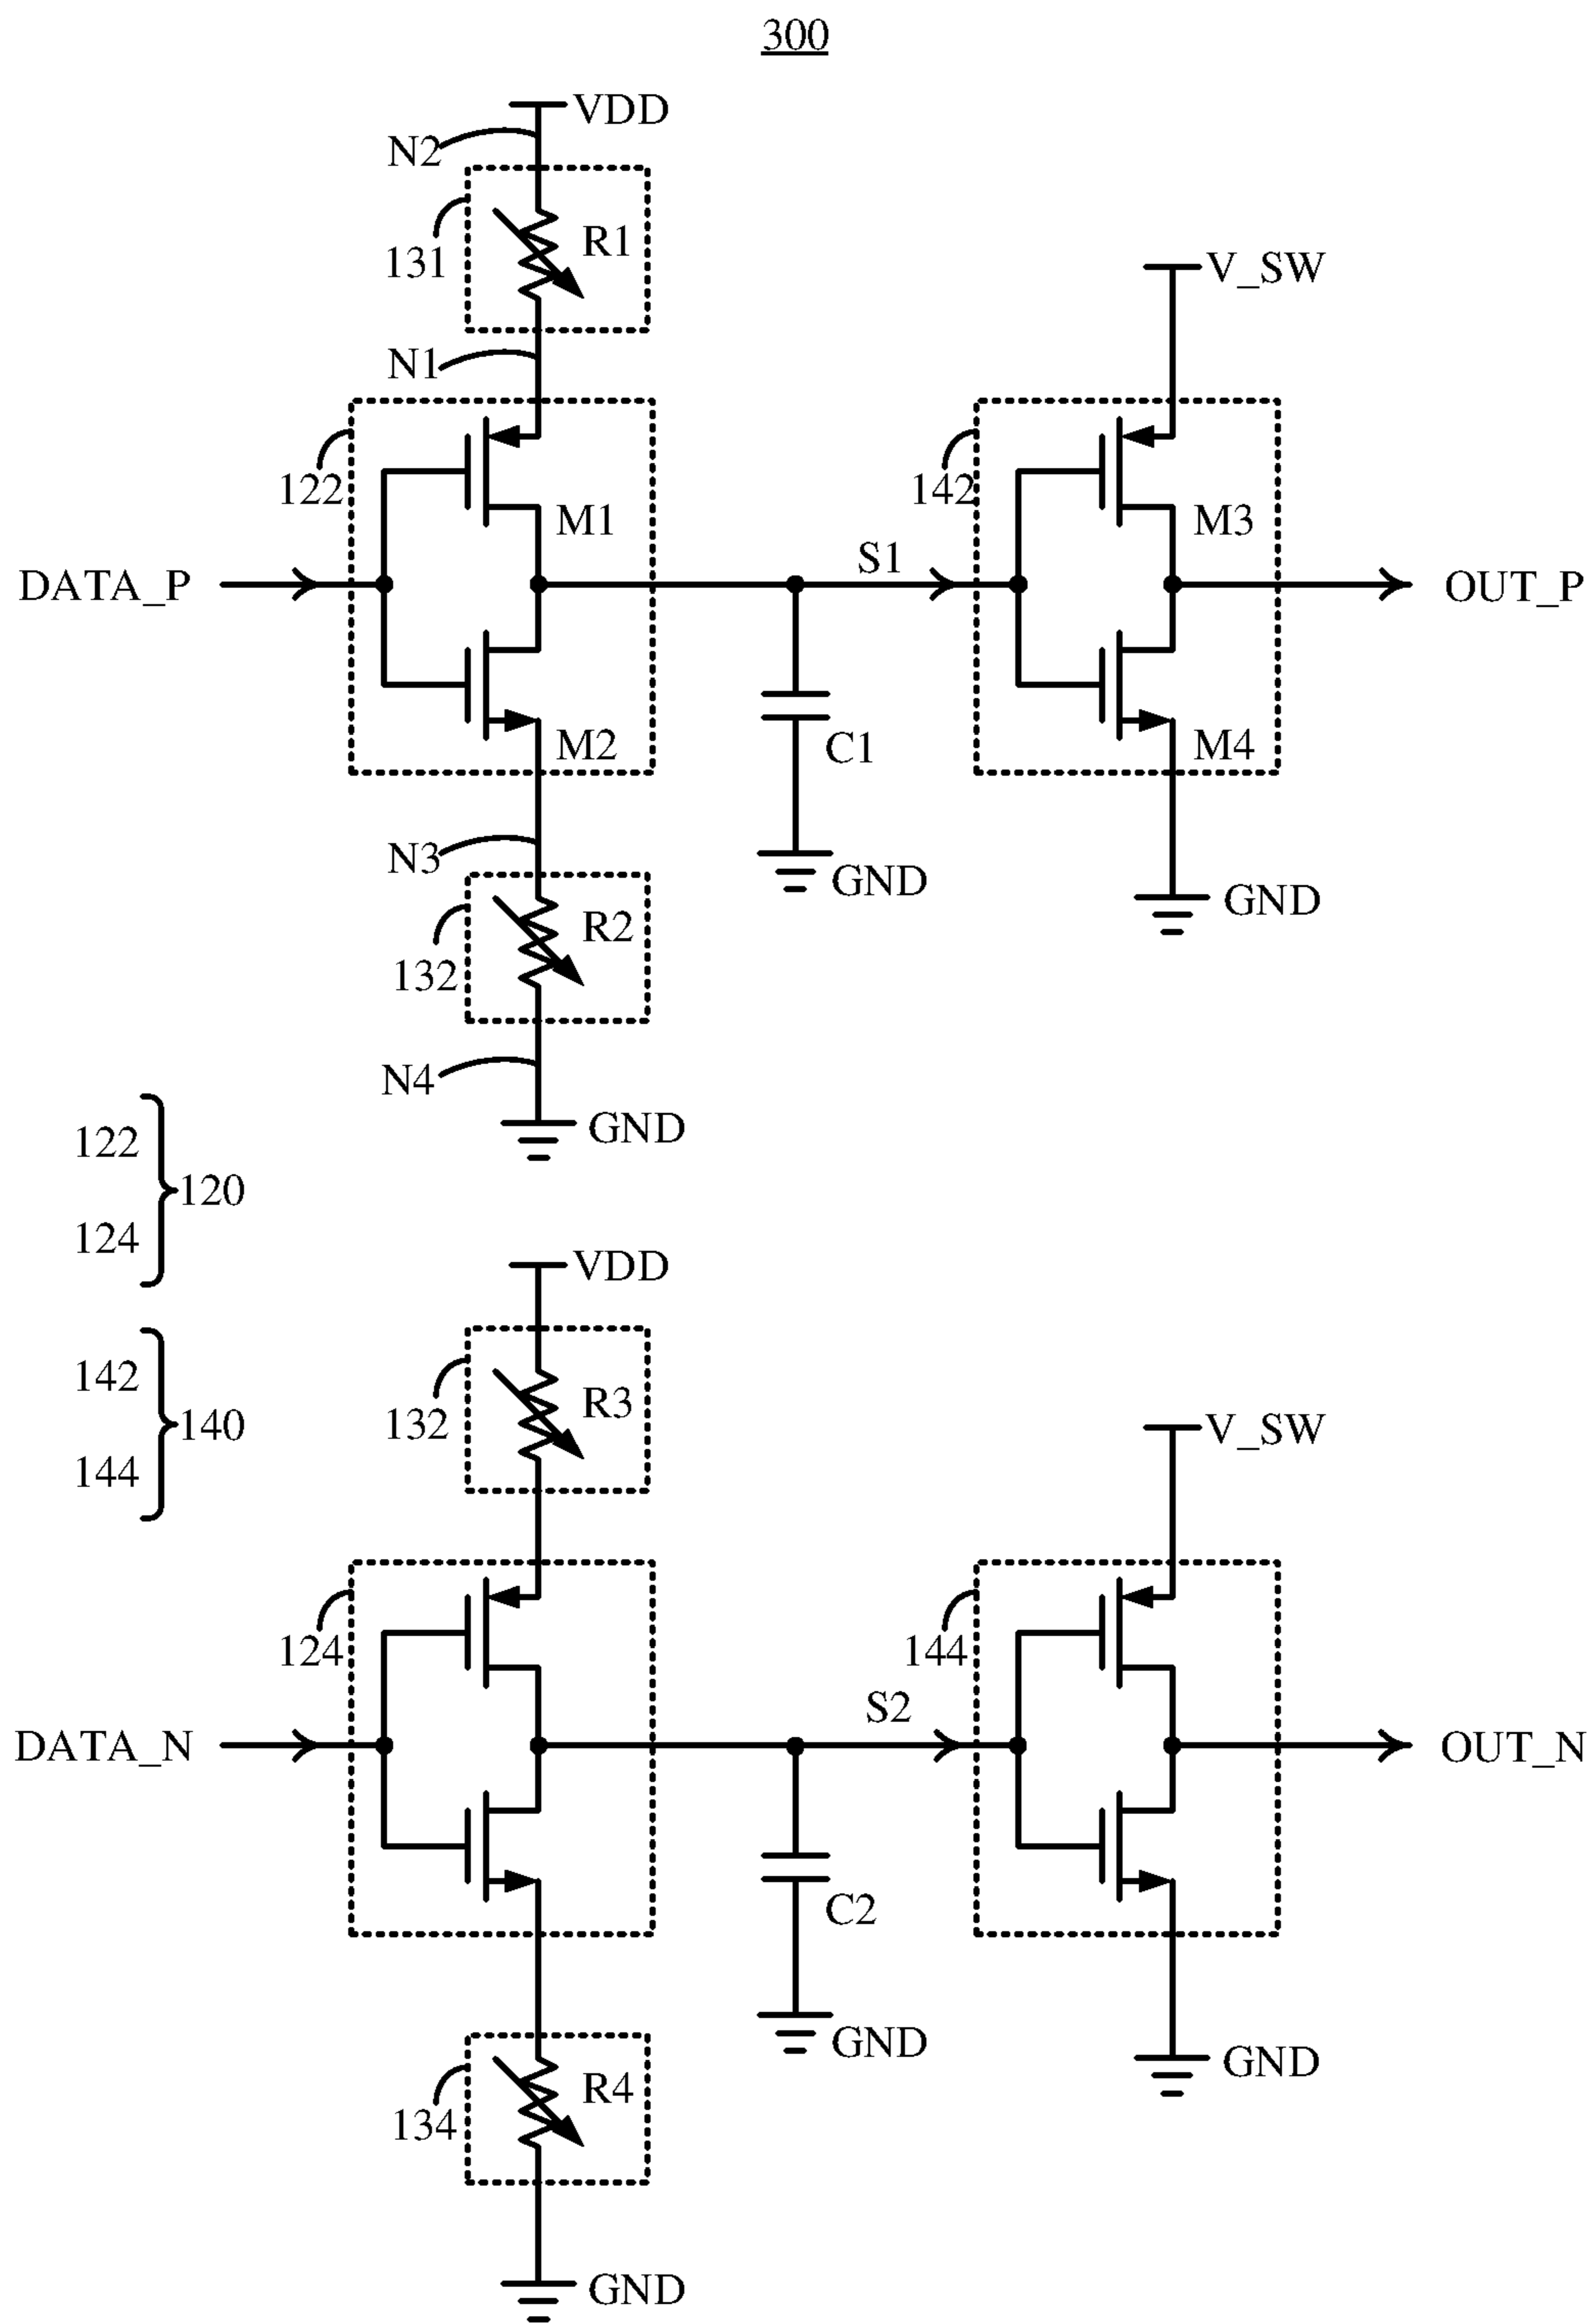 300
VDD
N2
R1
131
V_SW
N1
122
142
M1
M3
S1
DATA_P
OUT_P
M2
M4
C1
N3
GND
GND
R2
132
N4
GND
122
120
124
VDD
142
132
R3
140
V_SW
144
124
144
S2
DATA_N
OUT_N
C2
GND
GND
R4
134
GND